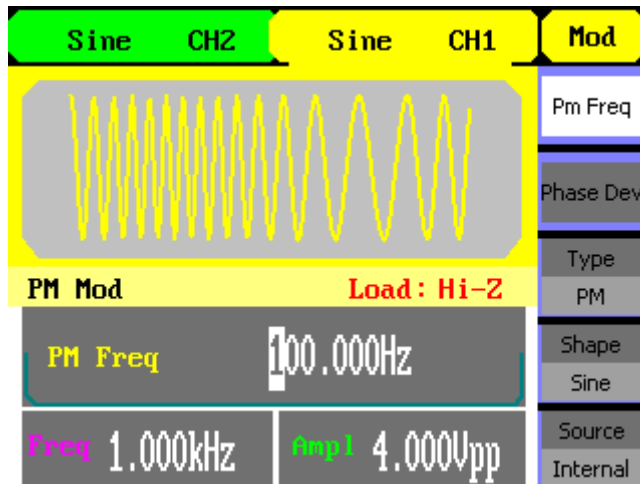 Sine CH2
Sine CH1
Mod
Pm Freq
Phase Dev
Type
PM
Shape
Sine
Source
Internal
PM Mod
Load: Hi-Z
PM Freq 100.000Hz
Freq 1.000kHz
Ampl 4.000Vpp